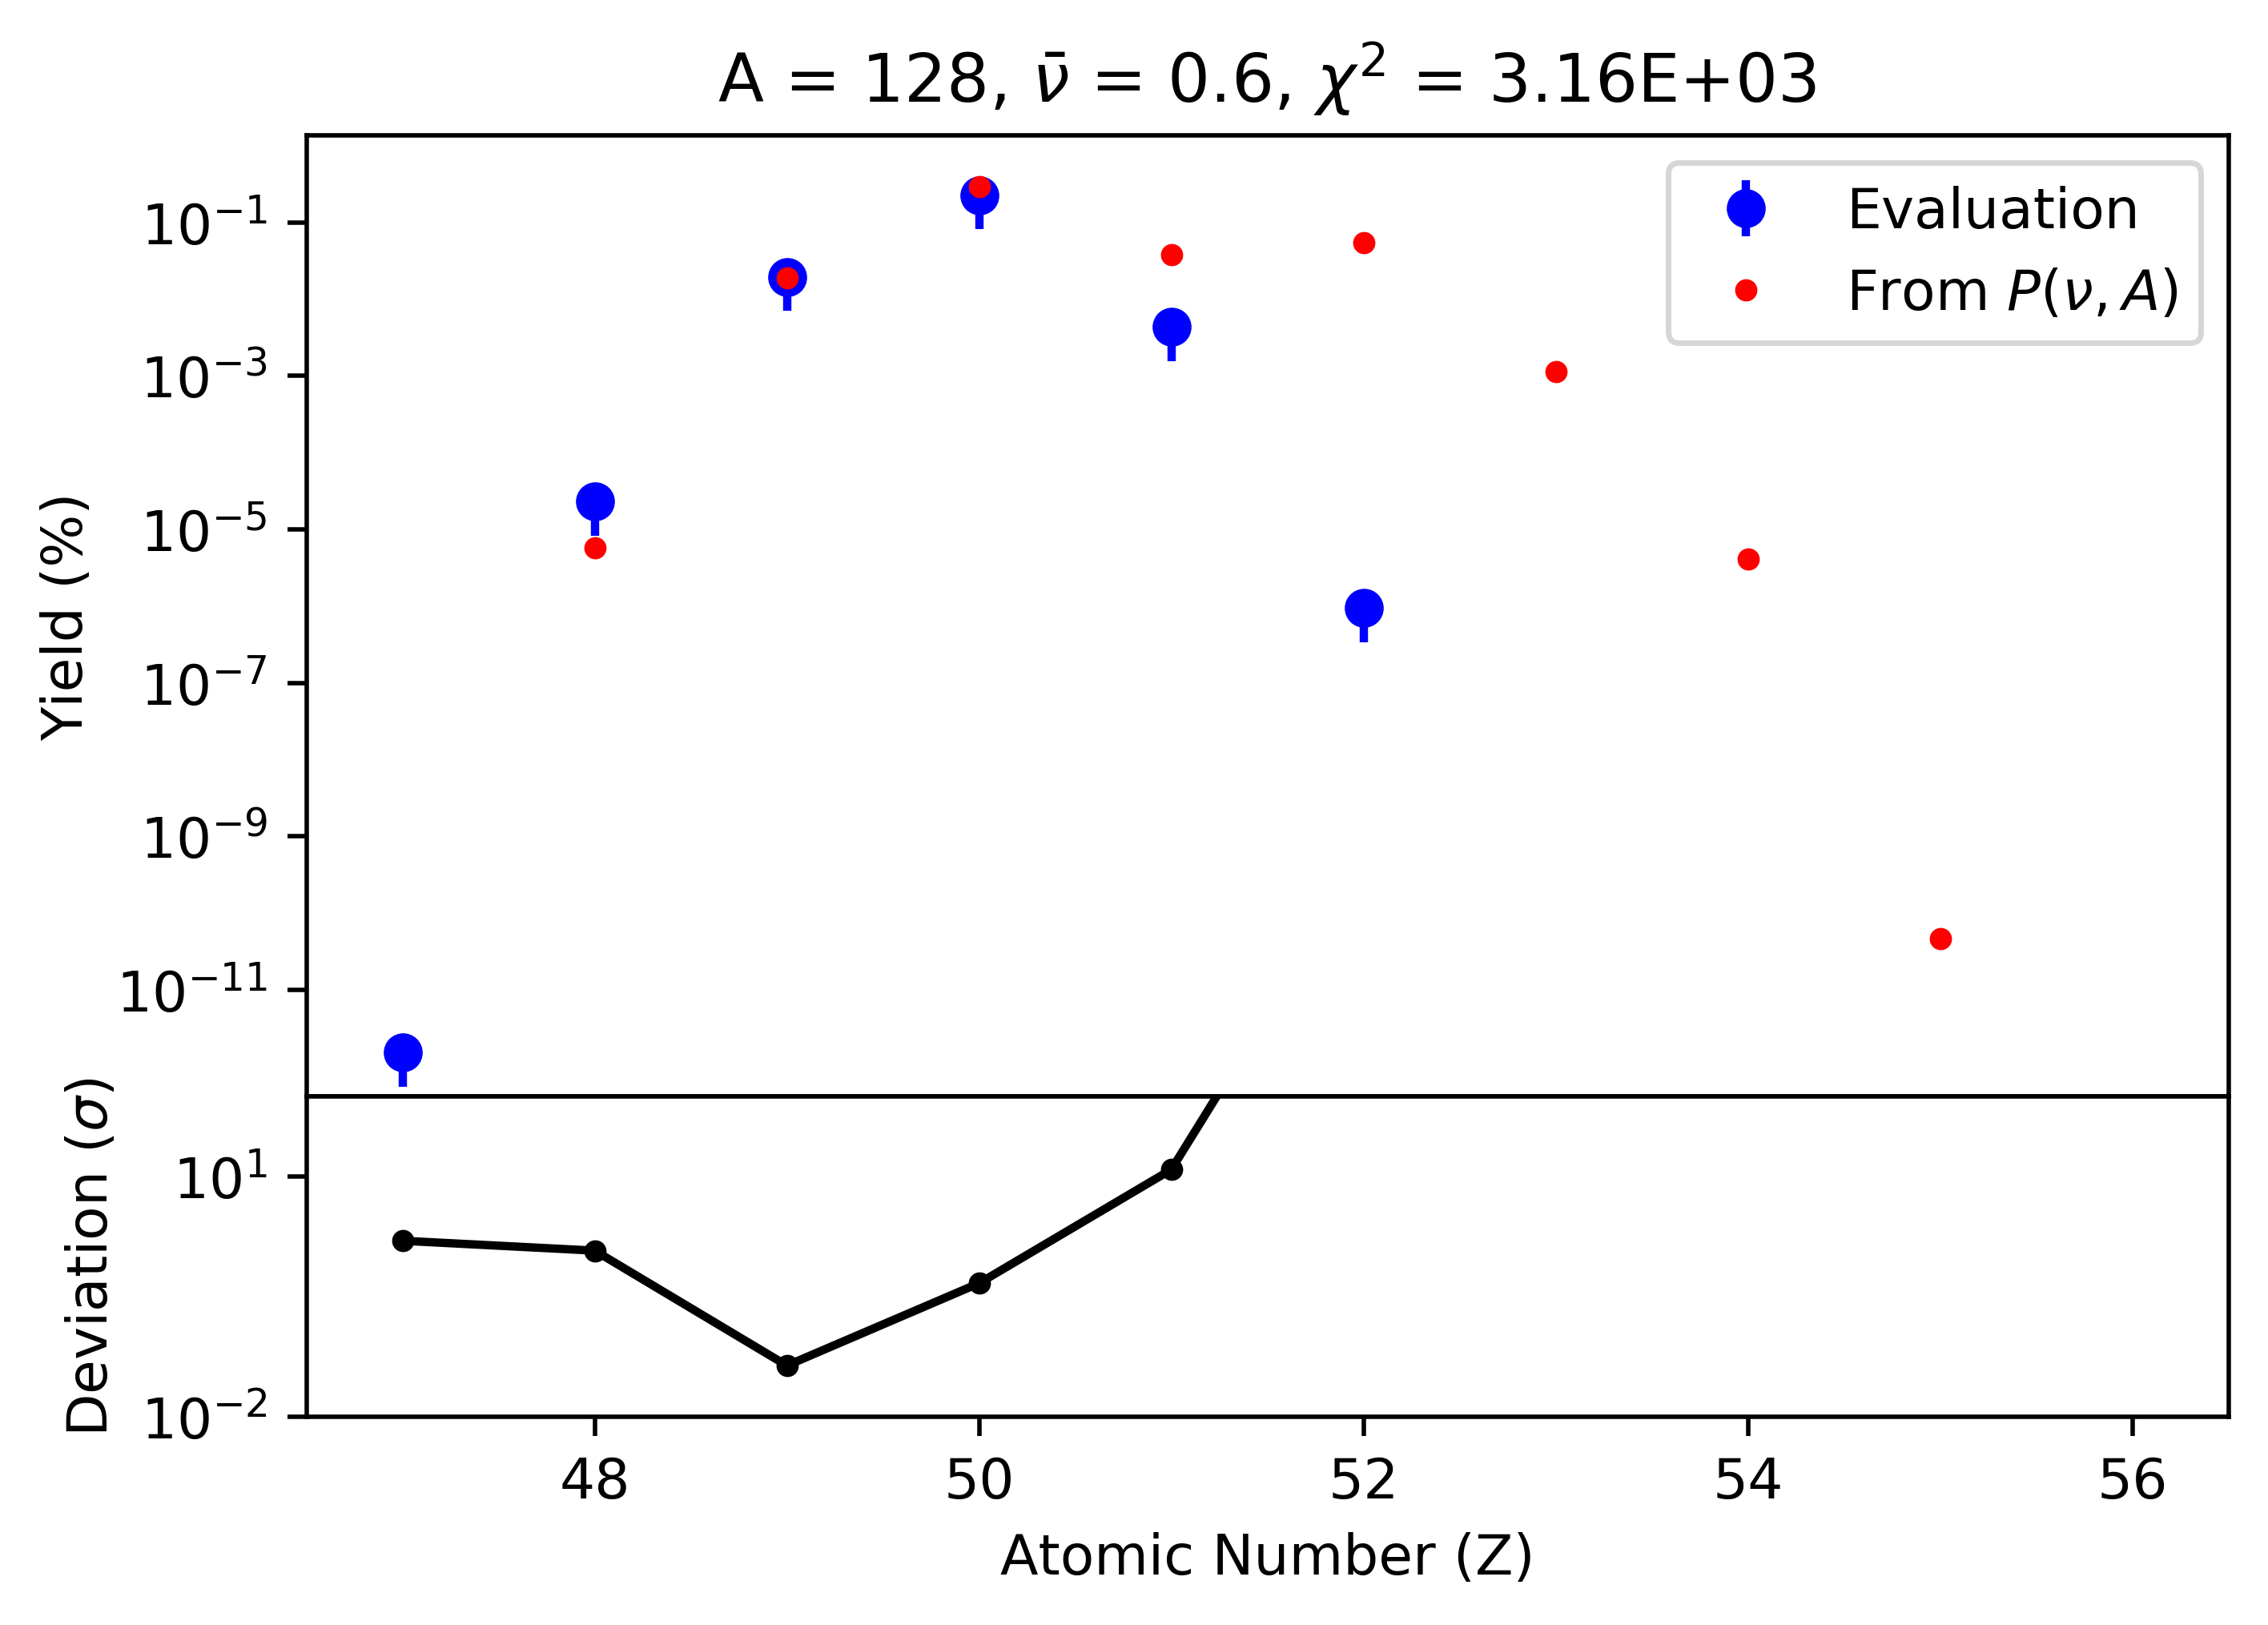 A = 128, ν̄ = 0.6, χ² = 3.16E+03
Evaluation
From P(ν, A)
Yield (%)
10⁻¹
10⁻³
10⁻⁵
10⁻⁷
10⁻⁹
10⁻¹¹
Deviation (σ)
10¹
10⁻²
48 50 52 54 56
Atomic Number (Z)